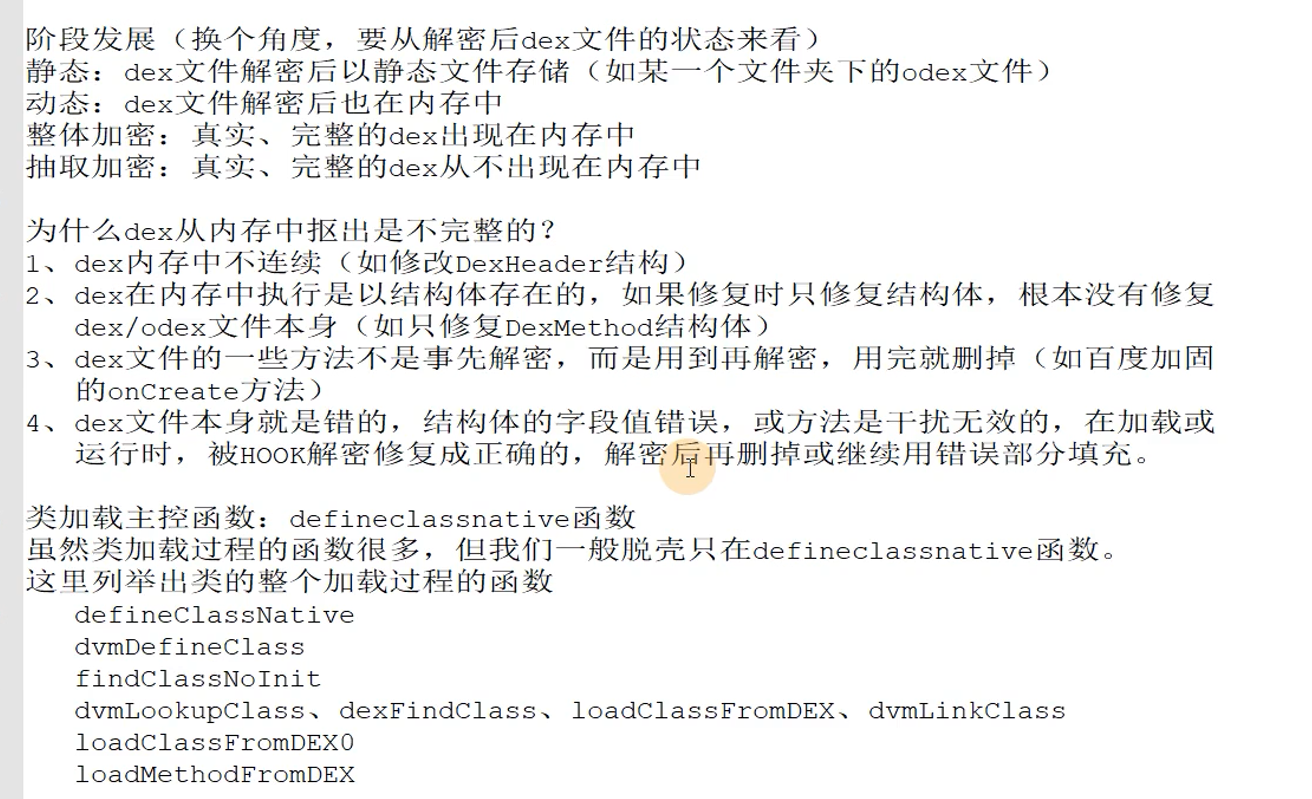 阶段发展（换个角度，要从解密后dex文件的状态来看）
静态：dex文件解密后以静态文件存储（如某一个文件夹下的odex文件）
动态：dex文件解密后也在内存中
整体加密：真实、完整的dex出现在内存中
抽取加密：真实、完整的dex从不出现在内存中
为什么dex从内存中抠出是不完整的？
1、dex内存中不连续（如修改DexHeader结构）
2、dex在内存中执行是以结构体存在的，如果修复时只修复结构体，根本没有修复
dex/odex文件本身（如只修复DexMethod结构体）
3、dex文件的一些方法不是事先解密，而是用到再解密，用完就删掉（如百度加固
的onCreate方法）
4、dex文件本身就是错的，结构体的字段值错误，或方法是干扰无效的，在加载或
运行时，被HOOK解密修复成正确的，解密后再删掉或继续用错误部分填充。
类加载主控函数：defineclassnative函数
虽然类加载过程的函数很多，但我们一般脱壳只在defineclassnative函数。
这里列举出类的整个加载过程的函数
defineClassNative
dvmDefineClass
findClassNoInit
dvmLookupClass、dexFindClass、loadClassFromDEX、dvmLinkClass
loadClassFromDEX0
loadMethodFromDEX